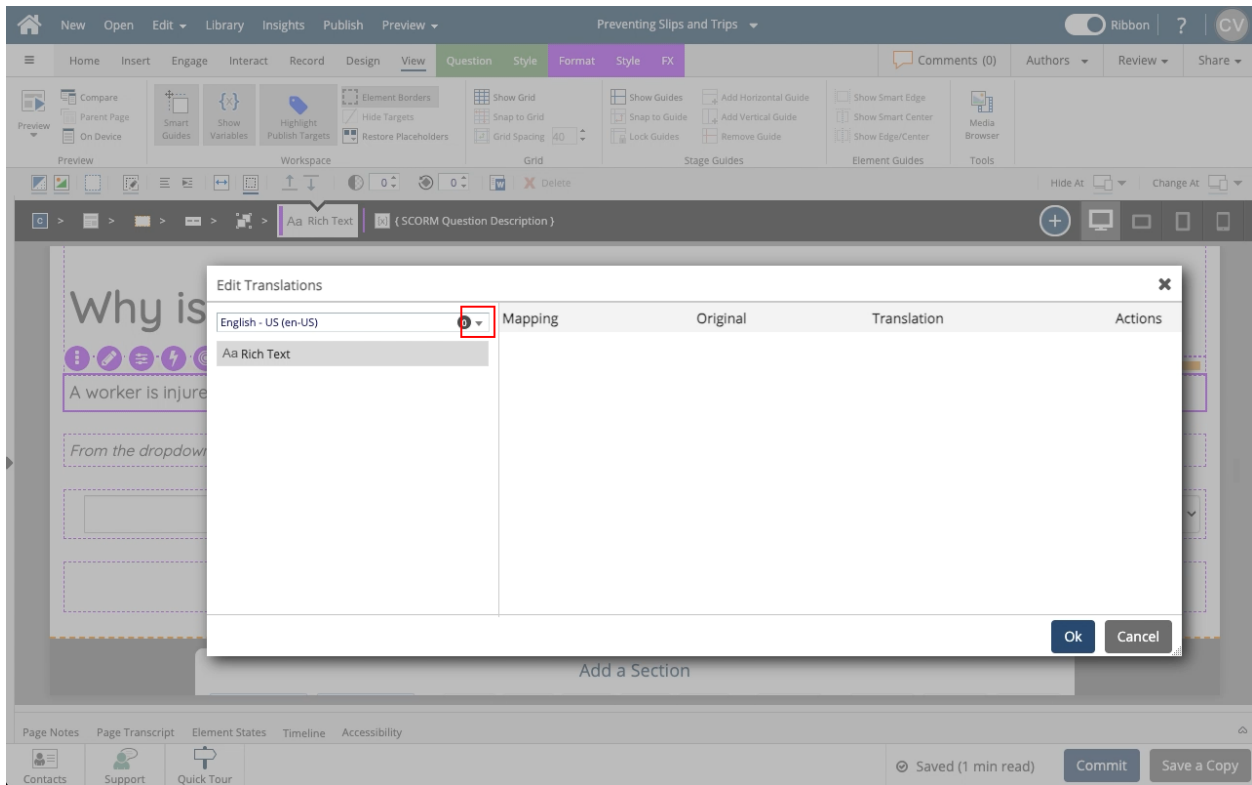 New Open Edit Library Insights Publish Preview Preventing Slips and Trips Ribbon ? CV
Home Insert Engage Interact Record Design View Question Style Format Style FX Comments (0) Authors Review Share
Preview
Compare
Parent Page
On Device
Preview
Smart Guides
Show Variables
Highlight Publish Targets
Element Borders
Hide Targets
Restore Placeholders
Workspace
Show Grid
Snap to Grid
Grid Spacing 40
Grid
Show Guides
Snap to Guide
Lock Guides
Add Horizontal Guide
Add Vertical Guide
Remove Guide
Stage Guides
Show Smart Edge
Show Smart Center
Show Edge/Center
Element Guides
Media Browser
Tools
0 0 W X Delete Hide At Change At
C > > > > > Aa Rich Text {x} { SCORM Question Description }
Edit Translations
Why is
English - US (en-US) 0 Mapping Original Translation Actions
Aa Rich Text
A worker is injure
From the dropdow
Ok Cancel
Add a Section
Page Notes Page Transcript Element States Timeline Accessibility
Contacts Support Quick Tour Saved (1 min read) Commit Save a Copy